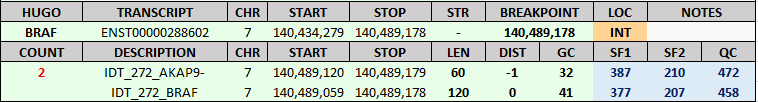 HUGO TRANSCRIPT CHR START STOP STR BREAKPOINT LOC NOTES
BRAF ENST00000288602 7 140,434,279 140,489,178 - 140,489,178 INT
COUNT DESCRIPTION CHR START STOP LEN DIST GC SF1 SF2 QC
2 IDT_272_AKAP9- 7 140,489,120 140,489,179 60 -1 32 387 210 472
IDT_272_BRAF 7 140,489,059 140,489,178 120 0 41 377 207 458